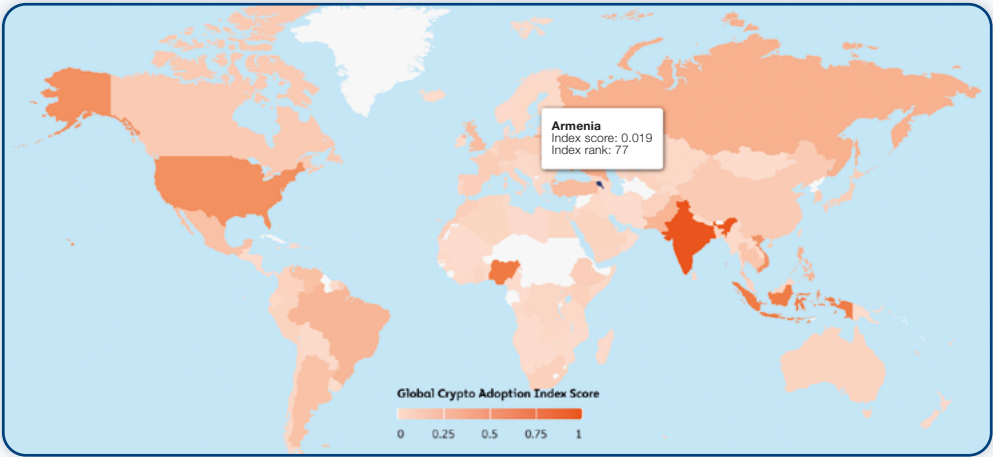 Armenia
Index score: 0.019
Index rank: 77
Global Crypto Adoption Index Score
0 0.25 0.5 0.75 1